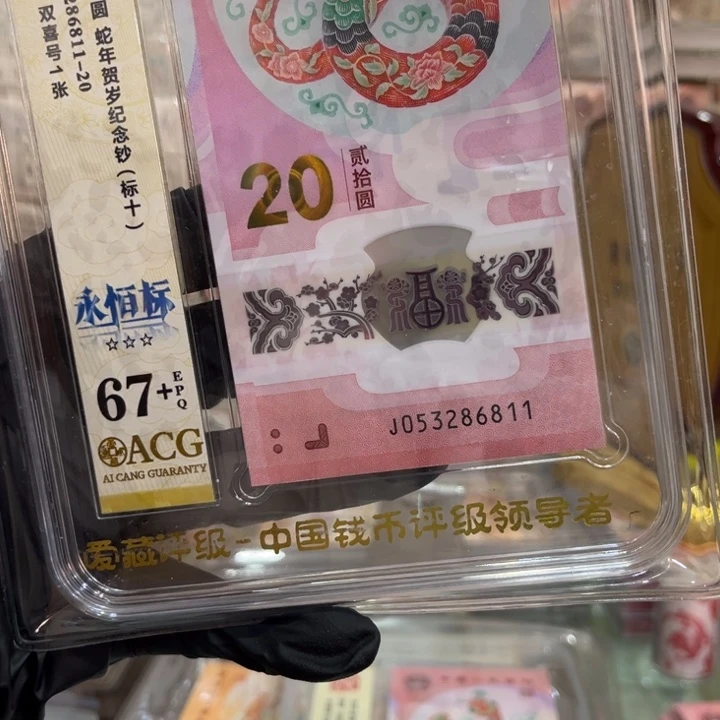 圆 蛇年贺岁纪念钞(标十)
286811-20
双喜号1张
永恒标
☆☆☆
67+
EPQ
ACG
AI CANG GUARANTY
20
贰拾圆
福
J053286811
爱藏评级-中国钱币评级领导者